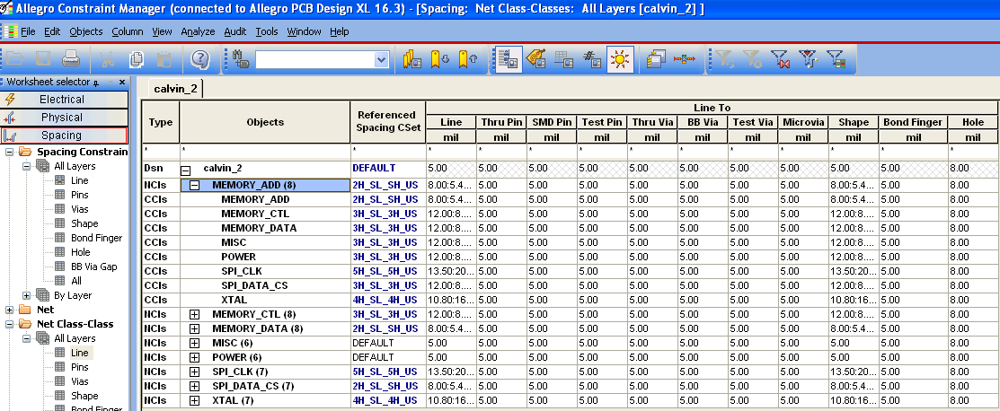 Allegro Constraint Manager (connected to Allegro PCB Design XL 16.3) - [Spacing: Net Class-Classes: All Layers [calvin_2] ]
File Edit Objects Column View Analyze Audit Tools Window Help
Worksheet selector
Electrical
Physical
Spacing
Spacing Constrain
All Layers
Line
Pins
Vias
Shape
Bond Finger
Hole
BB Via Gap
All
By Layer
Net
Net Class-Class
All Layers
Line
Pins
Vias
Shape
Bond Finger
calvin_2
Type Objects Referenced Spacing CSet Line To
Line Thru Pin SMD Pin Test Pin Thru Via BB Via Test Via Microvia Shape Bond Finger Hole
mil mil mil mil mil mil mil mil mil mil mil
* * * * * * * * * * * * * *
Dsn calvin_2 DEFAULT 5.00 5.00 5.00 5.00 5.00 5.00 5.00 5.00 5.00 5.00 8.00
NCls MEMORY_ADD (8) 2H_SL_SH_US 8.00:5.4... 5.00 5.00 5.00 5.00 5.00 5.00 5.00 8.00:5.4... 5.00 8.00
CCls MEMORY_ADD 2H_SL_SH_US 8.00:5.4... 5.00 5.00 5.00 5.00 5.00 5.00 5.00 8.00:5.4... 5.00 8.00
CCls MEMORY_CTL 3H_SL_3H_US 12.00:8.... 5.00 5.00 5.00 5.00 5.00 5.00 5.00 12.00:8.... 5.00 8.00
CCls MEMORY_DATA 3H_SL_3H_US 12.00:8.... 5.00 5.00 5.00 5.00 5.00 5.00 5.00 12.00:8.... 5.00 8.00
CCls MISC 3H_SL_3H_US 12.00:8.... 5.00 5.00 5.00 5.00 5.00 5.00 5.00 12.00:8.... 5.00 8.00
CCls POWER 3H_SL_3H_US 12.00:8.... 5.00 5.00 5.00 5.00 5.00 5.00 5.00 12.00:8.... 5.00 8.00
CCls SPI_CLK 5H_SL_5H_US 13.50:20... 5.00 5.00 5.00 5.00 5.00 5.00 5.00 13.50:20... 5.00 8.00
CCls SPI_DATA_CS 3H_SL_3H_US 12.00:8.... 5.00 5.00 5.00 5.00 5.00 5.00 5.00 12.00:8.... 5.00 8.00
CCls XTAL 4H_SL_4H_US 10.80:16... 5.00 5.00 5.00 5.00 5.00 5.00 5.00 10.80:16... 5.00 8.00
NCls MEMORY_CTL (8) 3H_SL_3H_US 12.00:8.... 5.00 5.00 5.00 5.00 5.00 5.00 5.00 12.00:8.... 5.00 8.00
NCls MEMORY_DATA (8) 2H_SL_SH_US 8.00:5.4... 5.00 5.00 5.00 5.00 5.00 5.00 5.00 8.00:5.4... 5.00 8.00
NCls MISC (6) DEFAULT 5.00 5.00 5.00 5.00 5.00 5.00 5.00 5.00 5.00 5.00 8.00
NCls POWER (6) DEFAULT 5.00 5.00 5.00 5.00 5.00 5.00 5.00 5.00 5.00 5.00 8.00
NCls SPI_CLK (7) 5H_SL_5H_US 13.50:20... 5.00 5.00 5.00 5.00 5.00 5.00 5.00 13.50:20... 5.00 8.00
NCls SPI_DATA_CS (7) 2H_SL_SH_US 8.00:5.4... 5.00 5.00 5.00 5.00 5.00 5.00 5.00 8.00:5.4... 5.00 8.00
NCls XTAL (7) 4H_SL_4H_US 10.80:16... 5.00 5.00 5.00 5.00 5.00 5.00 5.00 10.80:16... 5.00 8.00